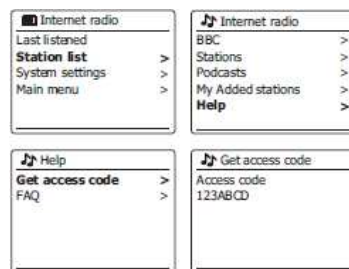 Internet radio
Last listened
Station list >
System settings >
Main menu >
Internet radio
BBC >
Stations >
Podcasts >
My Added stations >
Help >
Help
Get access code >
FAQ >
Get access code
Access code
123ABCD